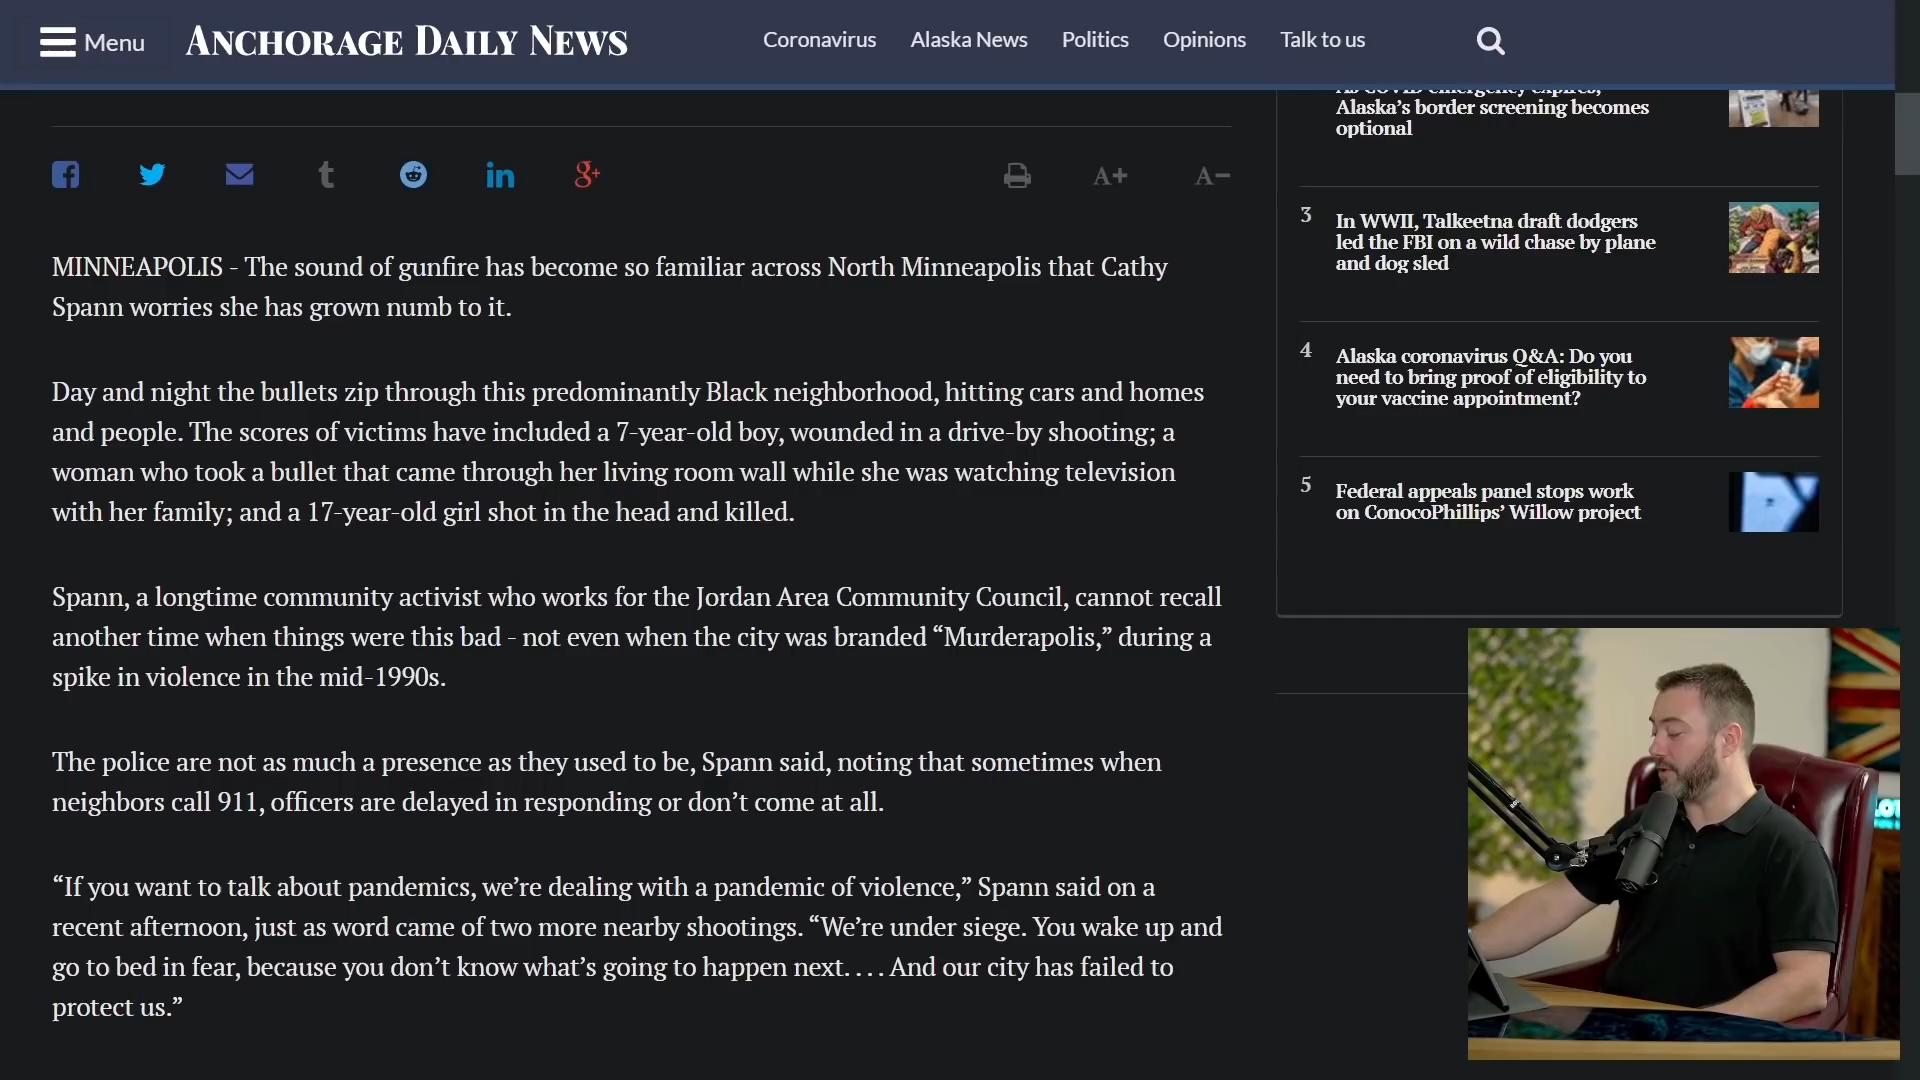 Menu
ANCHORAGE DAILY NEWS
Coronavirus
Alaska News
Politics
Opinions
Talk to us
A+
A-
MINNEAPOLIS - The sound of gunfire has become so familiar across North Minneapolis that Cathy
Spann worries she has grown numb to it.
Day and night the bullets zip through this predominantly Black neighborhood, hitting cars and homes
and people. The scores of victims have included a 7-year-old boy, wounded in a drive-by shooting; a
woman who took a bullet that came through her living room wall while she was watching television
with her family; and a 17-year-old girl shot in the head and killed.
Spann, a longtime community activist who works for the Jordan Area Community Council, cannot recall
another time when things were this bad - not even when the city was branded “Murderapolis,” during a
spike in violence in the mid-1990s.
The police are not as much a presence as they used to be, Spann said, noting that sometimes when
neighbors call 911, officers are delayed in responding or don’t come at all.
“If you want to talk about pandemics, we’re dealing with a pandemic of violence,” Spann said on a
recent afternoon, just as word came of two more nearby shootings. “We’re under siege. You wake up and
go to bed in fear, because you don’t know what’s going to happen next. . . . And our city has failed to
protect us.”
As COVID emergency expires,
Alaska’s border screening becomes
optional
3
In WWII, Talkeetna draft dodgers
led the FBI on a wild chase by plane
and dog sled
4
Alaska coronavirus Q&A: Do you
need to bring proof of eligibility to
your vaccine appointment?
5
Federal appeals panel stops work
on ConocoPhillips’ Willow project